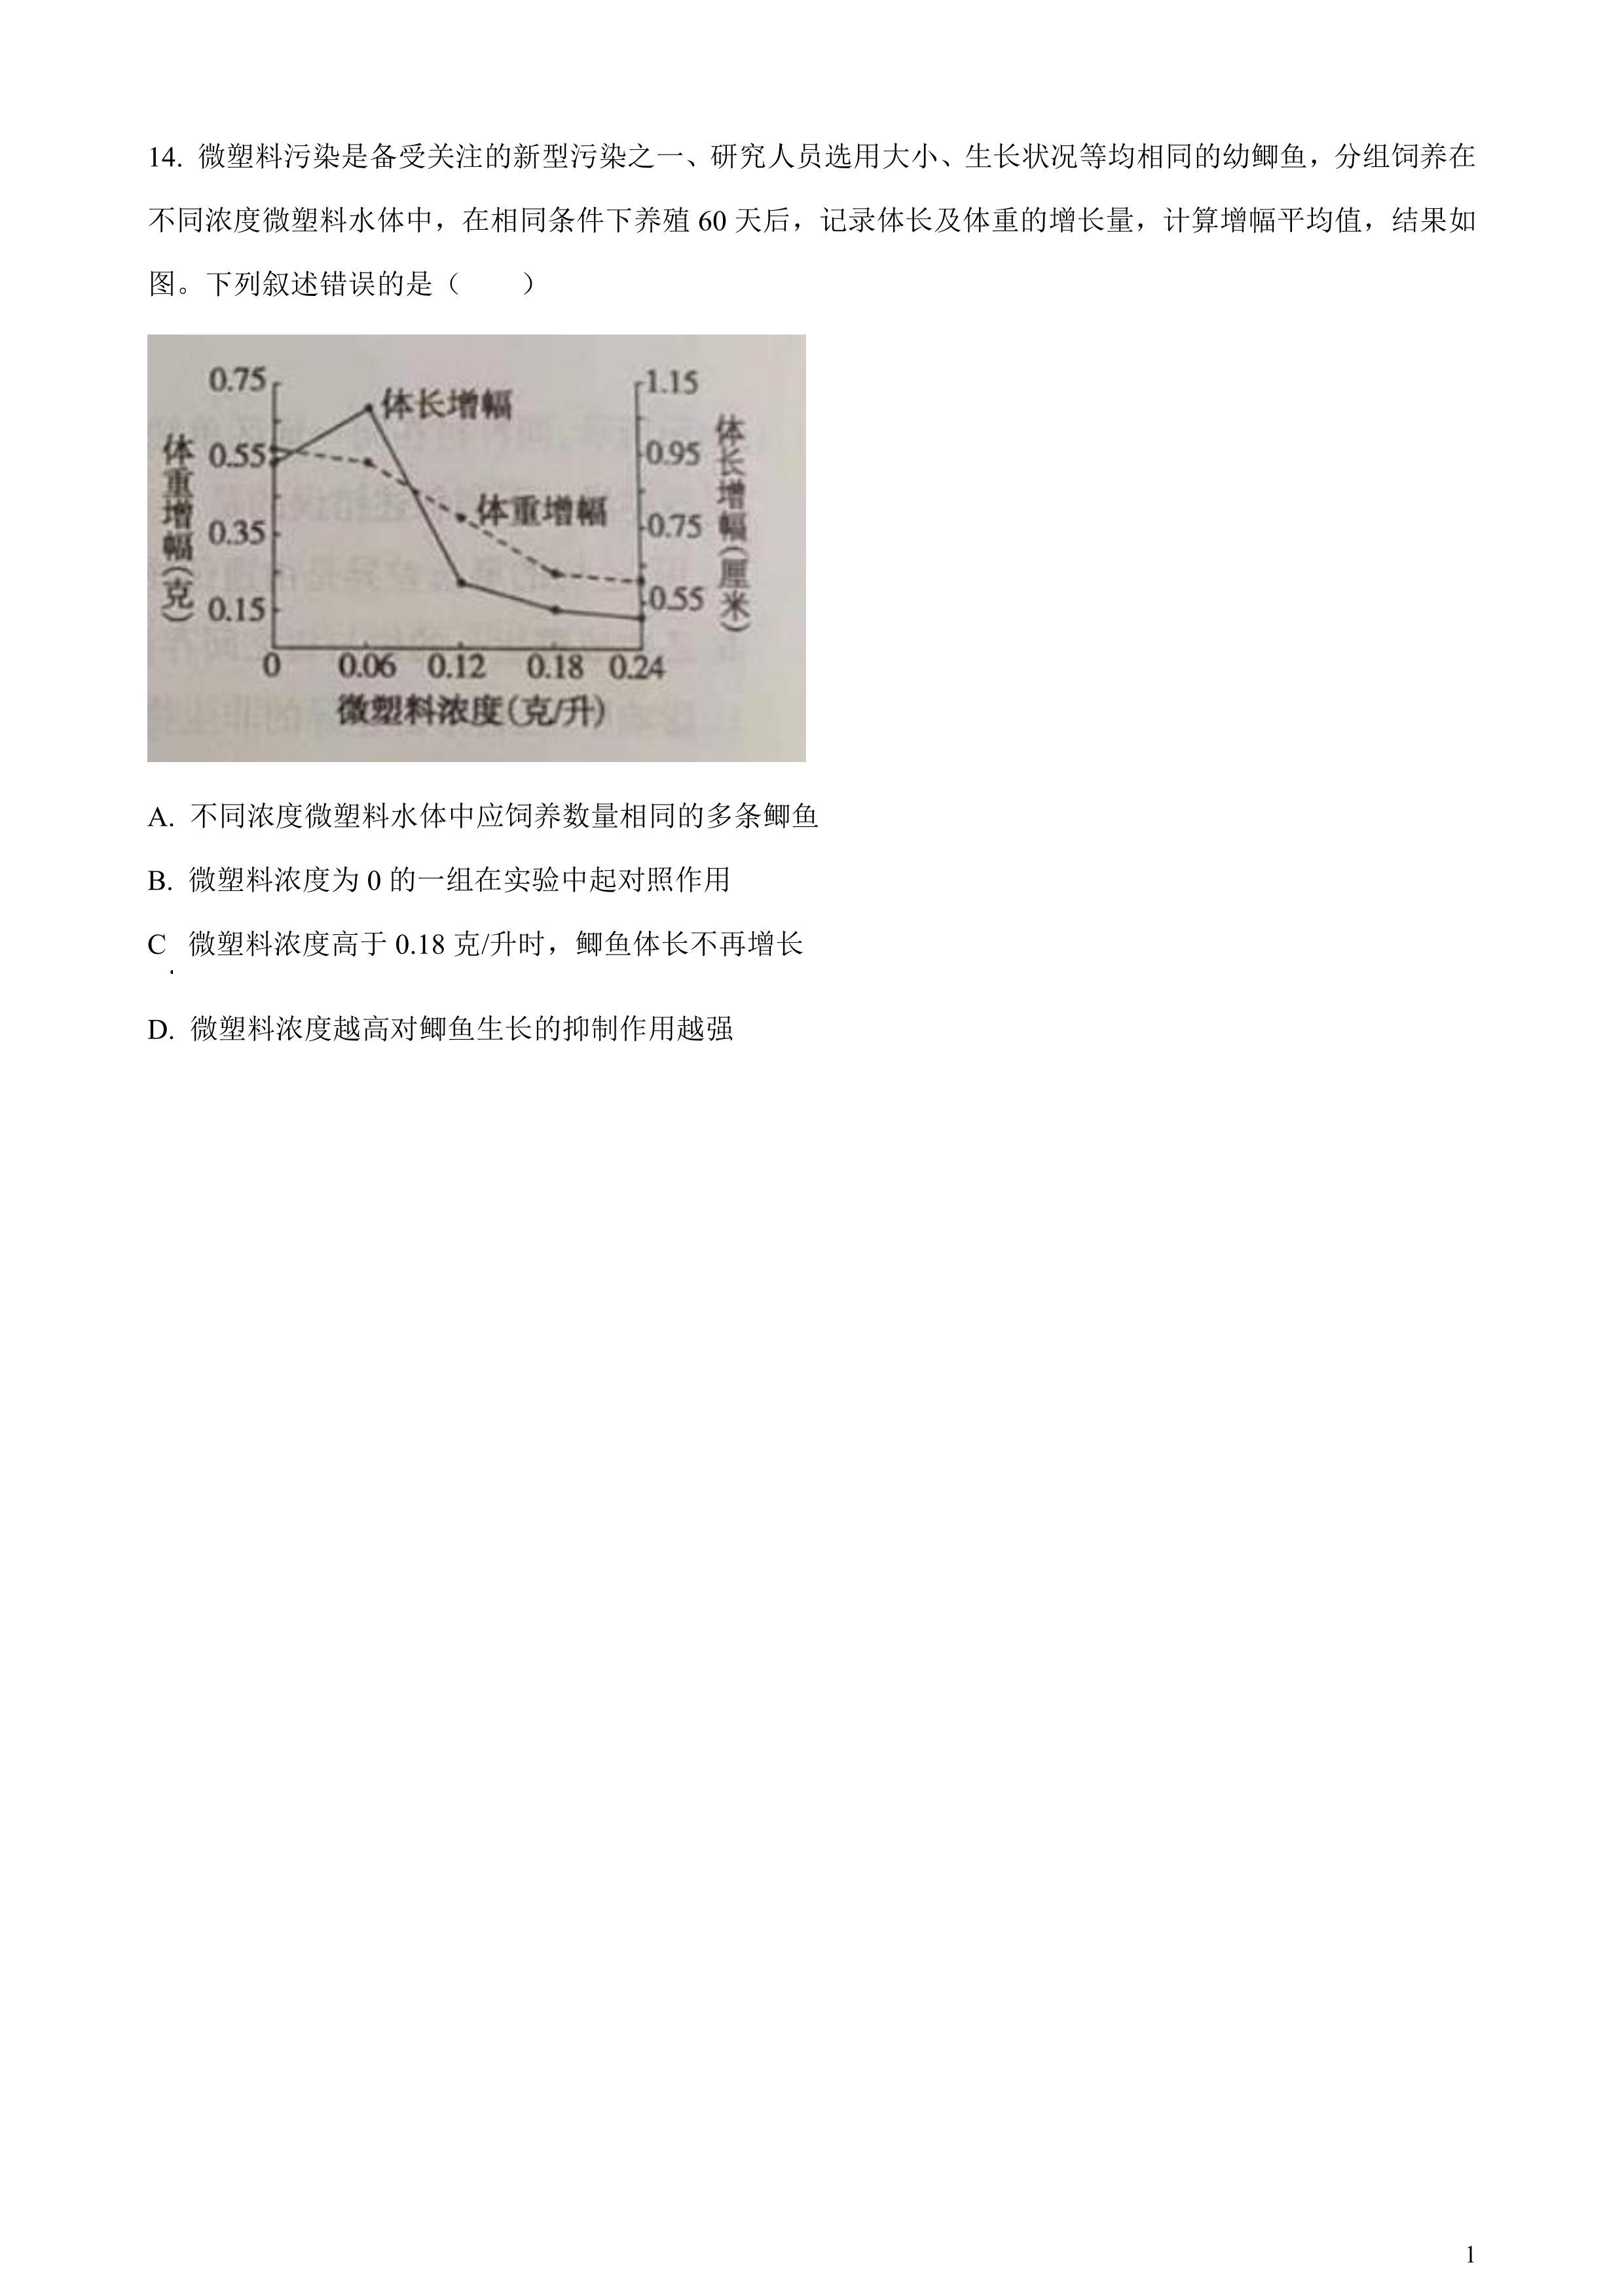 14. 微塑料污染是备受关注的新型污染之一、研究人员选用大小、生长状况等均相同的幼鲫鱼，分组饲养在
不同浓度微塑料水体中，在相同条件下养殖 60 天后，记录体长及体重的增长量，计算增幅平均值，结果如
图。下列叙述错误的是（　　）
0.75
0.55
0.35
0.15
体重增幅(克)
体长增幅
体重增幅
1.15
0.95
0.75
0.55
体长增幅(厘米)
0 0.06 0.12 0.18 0.24
微塑料浓度(克/升)
A. 不同浓度微塑料水体中应饲养数量相同的多条鲫鱼
B. 微塑料浓度为 0 的一组在实验中起对照作用
C. 微塑料浓度高于 0.18 克/升时，鲫鱼体长不再增长
D. 微塑料浓度越高对鲫鱼生长的抑制作用越强
1